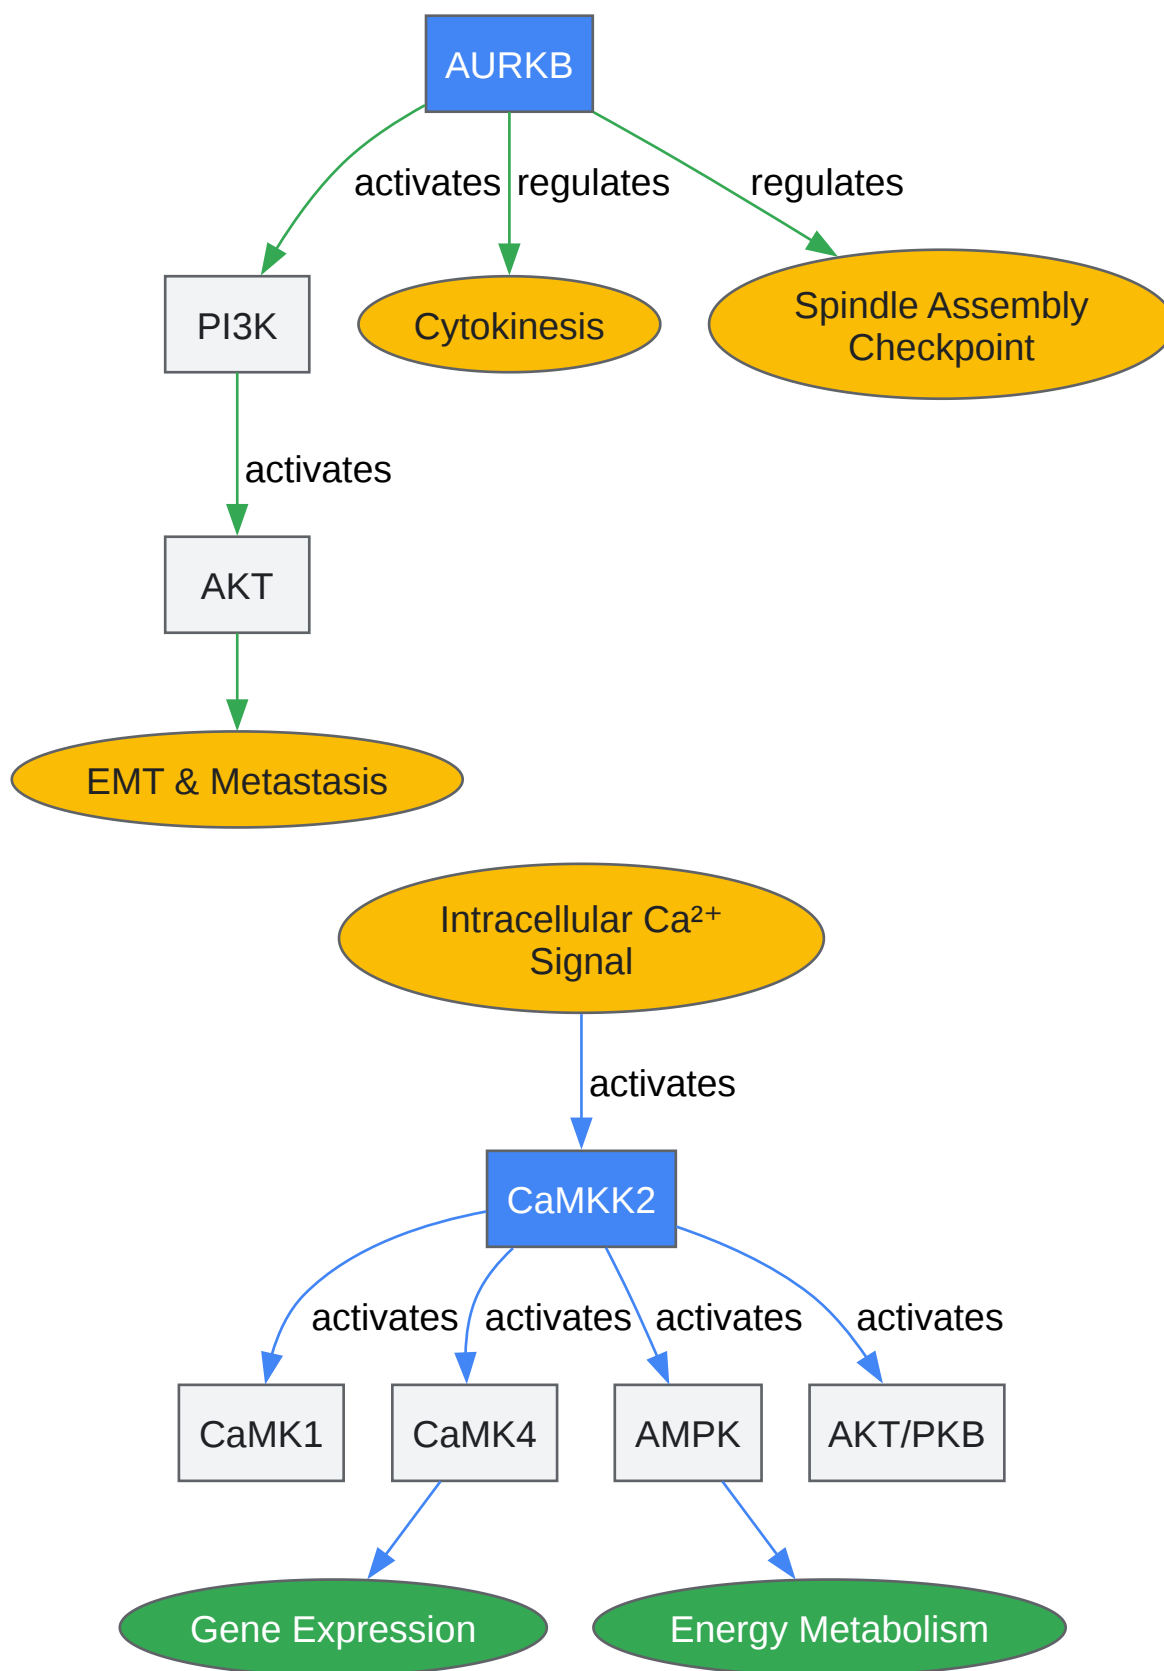 AURKB
activates
regulates
regulates
PI3K
Cytokinesis
Spindle Assembly
Checkpoint
activates
AKT
EMT & Metastasis
Intracellular Ca²⁺
Signal
activates
CaMKK2
activates
activates
activates
activates
CaMK1
CaMK4
AMPK
AKT/PKB
Gene Expression
Energy Metabolism